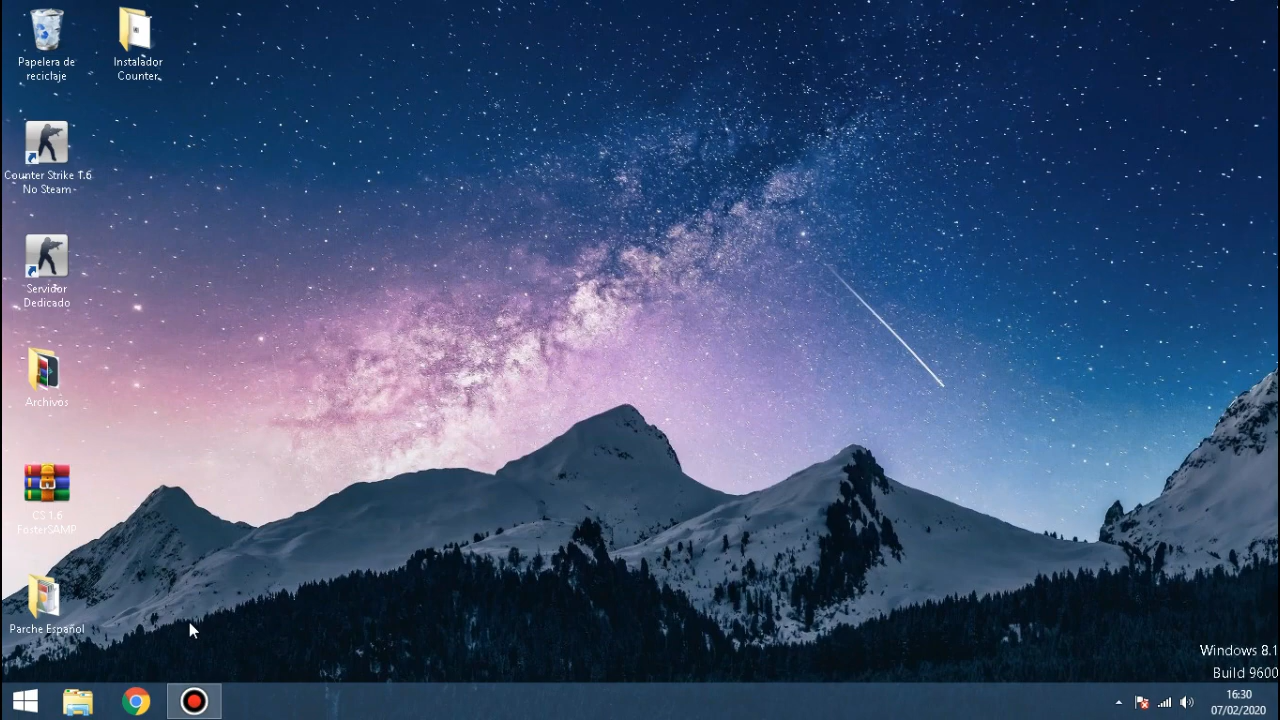 Papelera de
reciclaje
Instalador
Counter
Counter Strike 1.6
No Steam
Servidor
Dedicado
Archivos
CS 1.6
FosterSAMP
Parche Español
Windows 8.1
Build 9600
16:30
07/02/2020